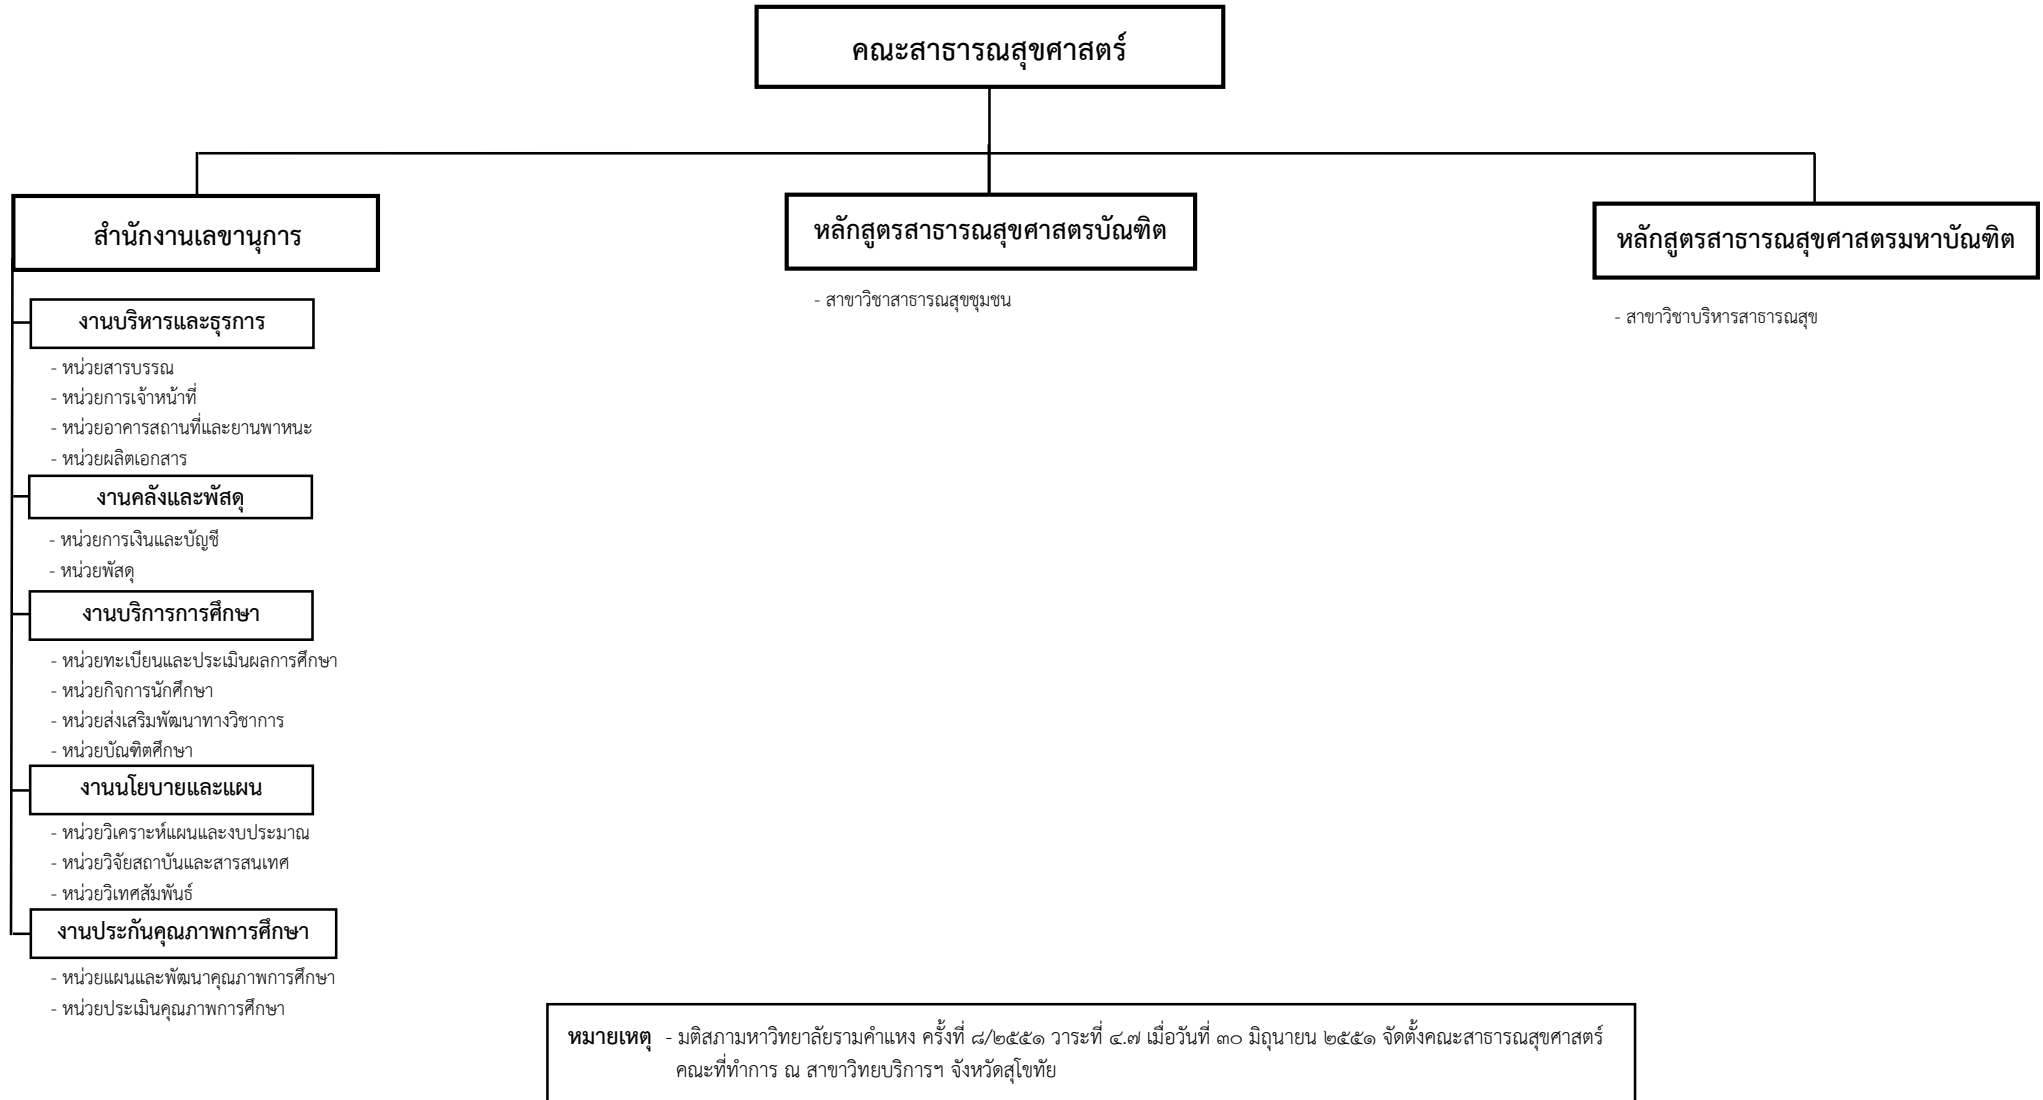 คณะสาธารณสุขศาสตร์
สำนักงานเลขานุการ
งานบริหารและธุรการ
- หน่วยสารบรรณ
- หน่วยการเจ้าหน้าที่
- หน่วยอาคารสถานที่และยานพาหนะ
- หน่วยผลิตเอกสาร
งานคลังและพัสดุ
- หน่วยการเงินและบัญชี
- หน่วยพัสดุ
งานบริการการศึกษา
- หน่วยทะเบียนและประเมินผลการศึกษา
- หน่วยกิจการนักศึกษา
- หน่วยส่งเสริมพัฒนาทางวิชาการ
- หน่วยบัณฑิตศึกษา
งานนโยบายและแผน
- หน่วยวิเคราะห์แผนและงบประมาณ
- หน่วยวิจัยสถาบันและสารสนเทศ
- หน่วยวิเทศสัมพันธ์
งานประกันคุณภาพการศึกษา
- หน่วยแผนและพัฒนาคุณภาพการศึกษา
- หน่วยประเมินคุณภาพการศึกษา
หลักสูตรสาธารณสุขศาสตรบัณฑิต
- สาขาวิชาสาธารณสุขชุมชน
หลักสูตรสาธารณสุขศาสตรมหาบัณฑิต
- สาขาวิชาบริหารสาธารณสุข
หมายเหตุ - มติสภามหาวิทยาลัยรามคำแหง ครั้งที่ ๘/๒๕๕๑ วาระที่ ๔.๗ เมื่อวันที่ ๓๐ มิถุนายน ๒๕๕๑ จัดตั้งคณะสาธารณสุขศาสตร์
คณะที่ทำการ ณ สาขาวิทยบริการฯ จังหวัดสุโขทัย